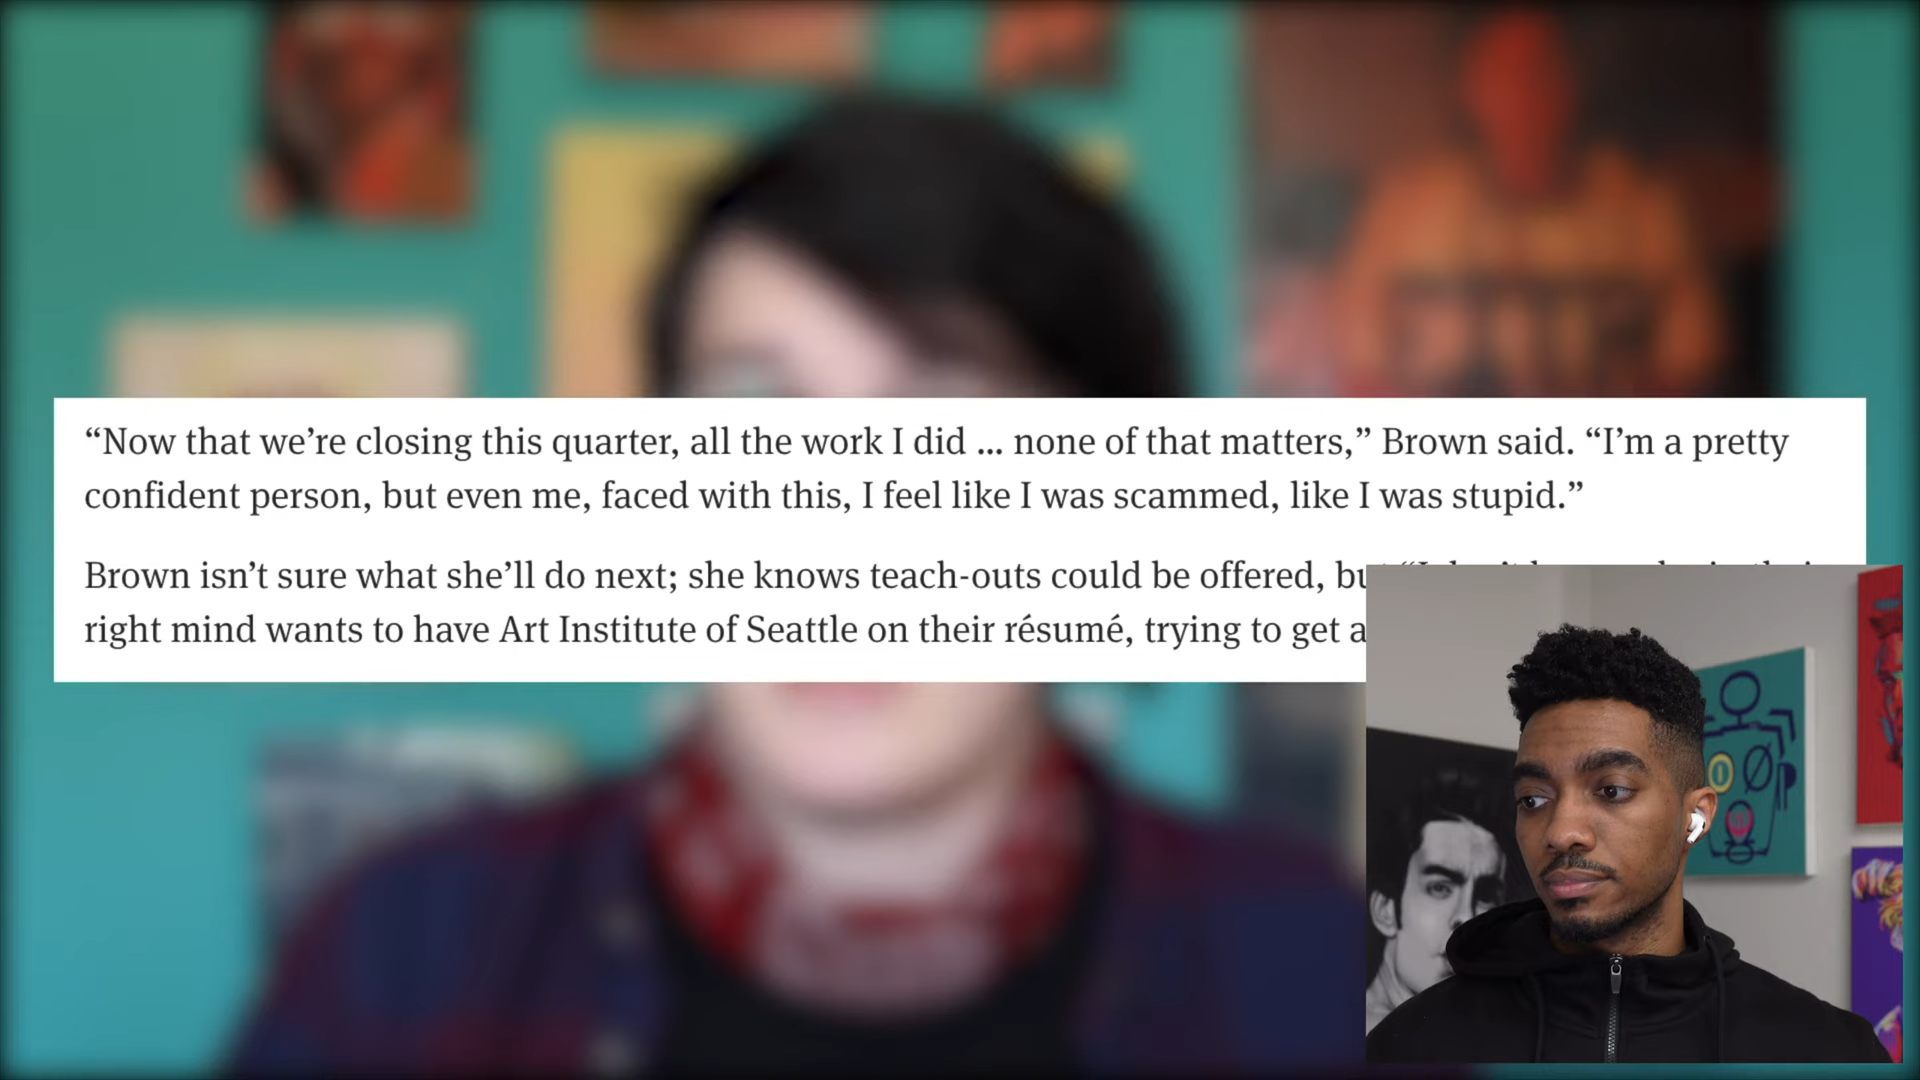 “Now that we’re closing this quarter, all the work I did ... none of that matters,” Brown said. “I’m a pretty
confident person, but even me, faced with this, I feel like I was scammed, like I was stupid.”
Brown isn’t sure what she’ll do next; she knows teach-outs could be offered, but
right mind wants to have Art Institute of Seattle on their résumé, trying to get a